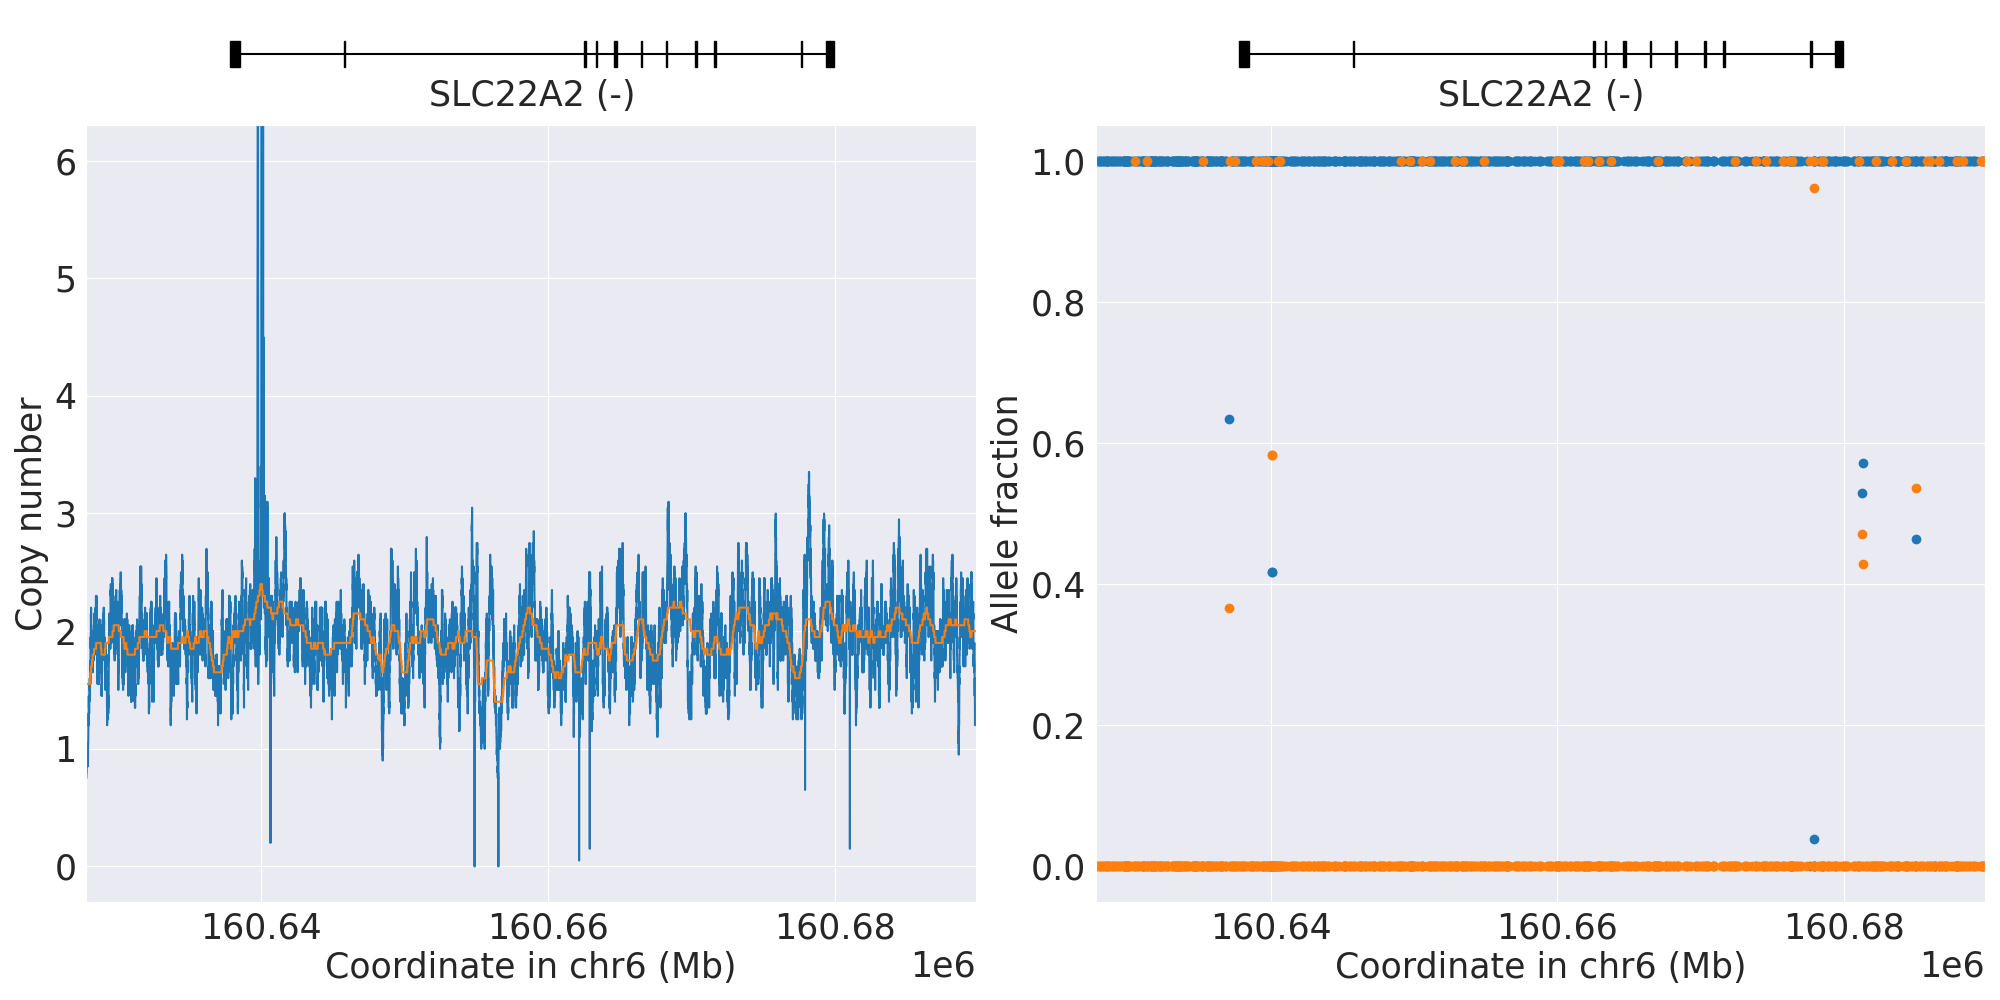 SLC22A2 (-)
SLC22A2 (-)
Copy number
6
5
4
3
2
1
0
160.64
160.66
160.68
Coordinate in chr6 (Mb)
1e6
Allele fraction
1.0
0.8
0.6
0.4
0.2
0.0
160.64
160.66
160.68
Coordinate in chr6 (Mb)
1e6